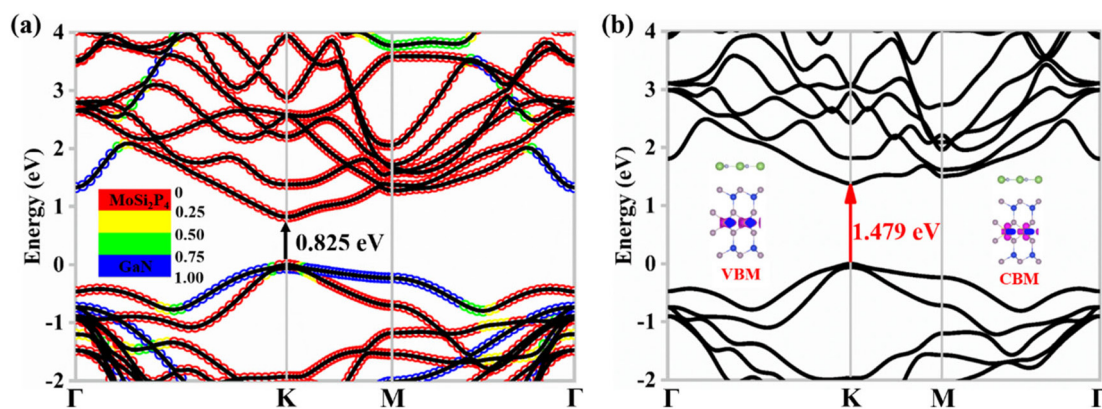 (a)
4
3
2
1
0
-1
-2
Energy (eV)
MoSi₂P₄
GaN
0
0.25
0.50
0.75
1.00
0.825 eV
Γ K M Γ
(b)
4
3
2
1
0
-1
-2
Energy (eV)
VBM
1.479 eV
CBM
Γ K M Γ